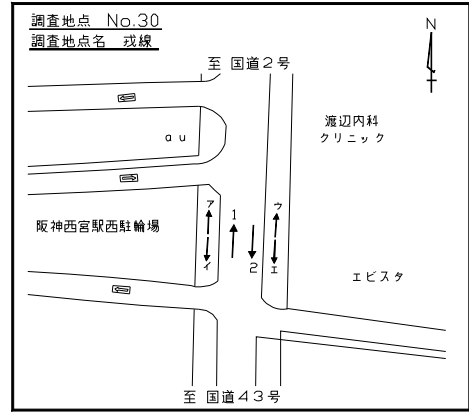 調査地点 No.30
調査地点名 戎線
N
至 国道2号
渡辺内科
クリニック
au
ア
1
ウ
阪神西宮駅西駐輪場
イ
2
エ
エビスタ
至 国道43号